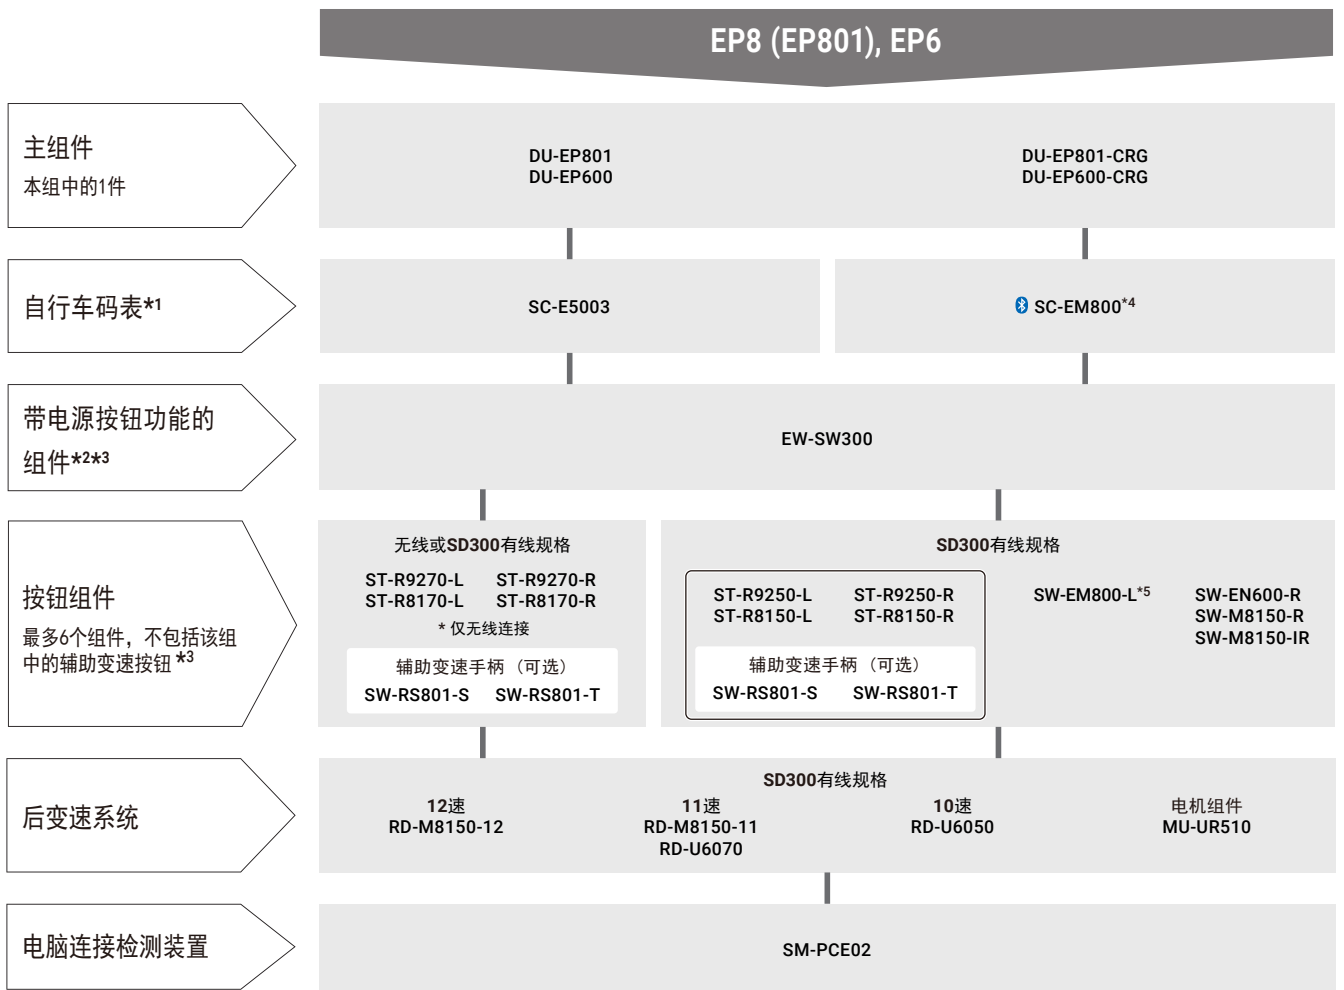 EP8 (EP801), EP6
主组件
本组中的1件
DU-EP801
DU-EP600
DU-EP801-CRG
DU-EP600-CRG
自行车码表*1
SC-E5003
SC-EM800*4
带电源按钮功能的
组件*2*3
EW-SW300
按钮组件
最多6个组件，不包括该组
中的辅助变速按钮*3
无线或SD300有线规格
ST-R9270-L ST-R9270-R
ST-R8170-L ST-R8170-R
* 仅无线连接
辅助变速手柄（可选）
SW-RS801-S SW-RS801-T
SD300有线规格
ST-R9250-L ST-R9250-R
ST-R8150-L ST-R8150-R
辅助变速手柄（可选）
SW-RS801-S SW-RS801-T
SW-EM800-L*5
SW-EN600-R
SW-M8150-R
SW-M8150-IR
后变速系统
SD300有线规格
12速
RD-M8150-12
11速
RD-M8150-11
RD-U6070
10速
RD-U6050
电机组件
MU-UR510
电脑连接检测装置
SM-PCE02